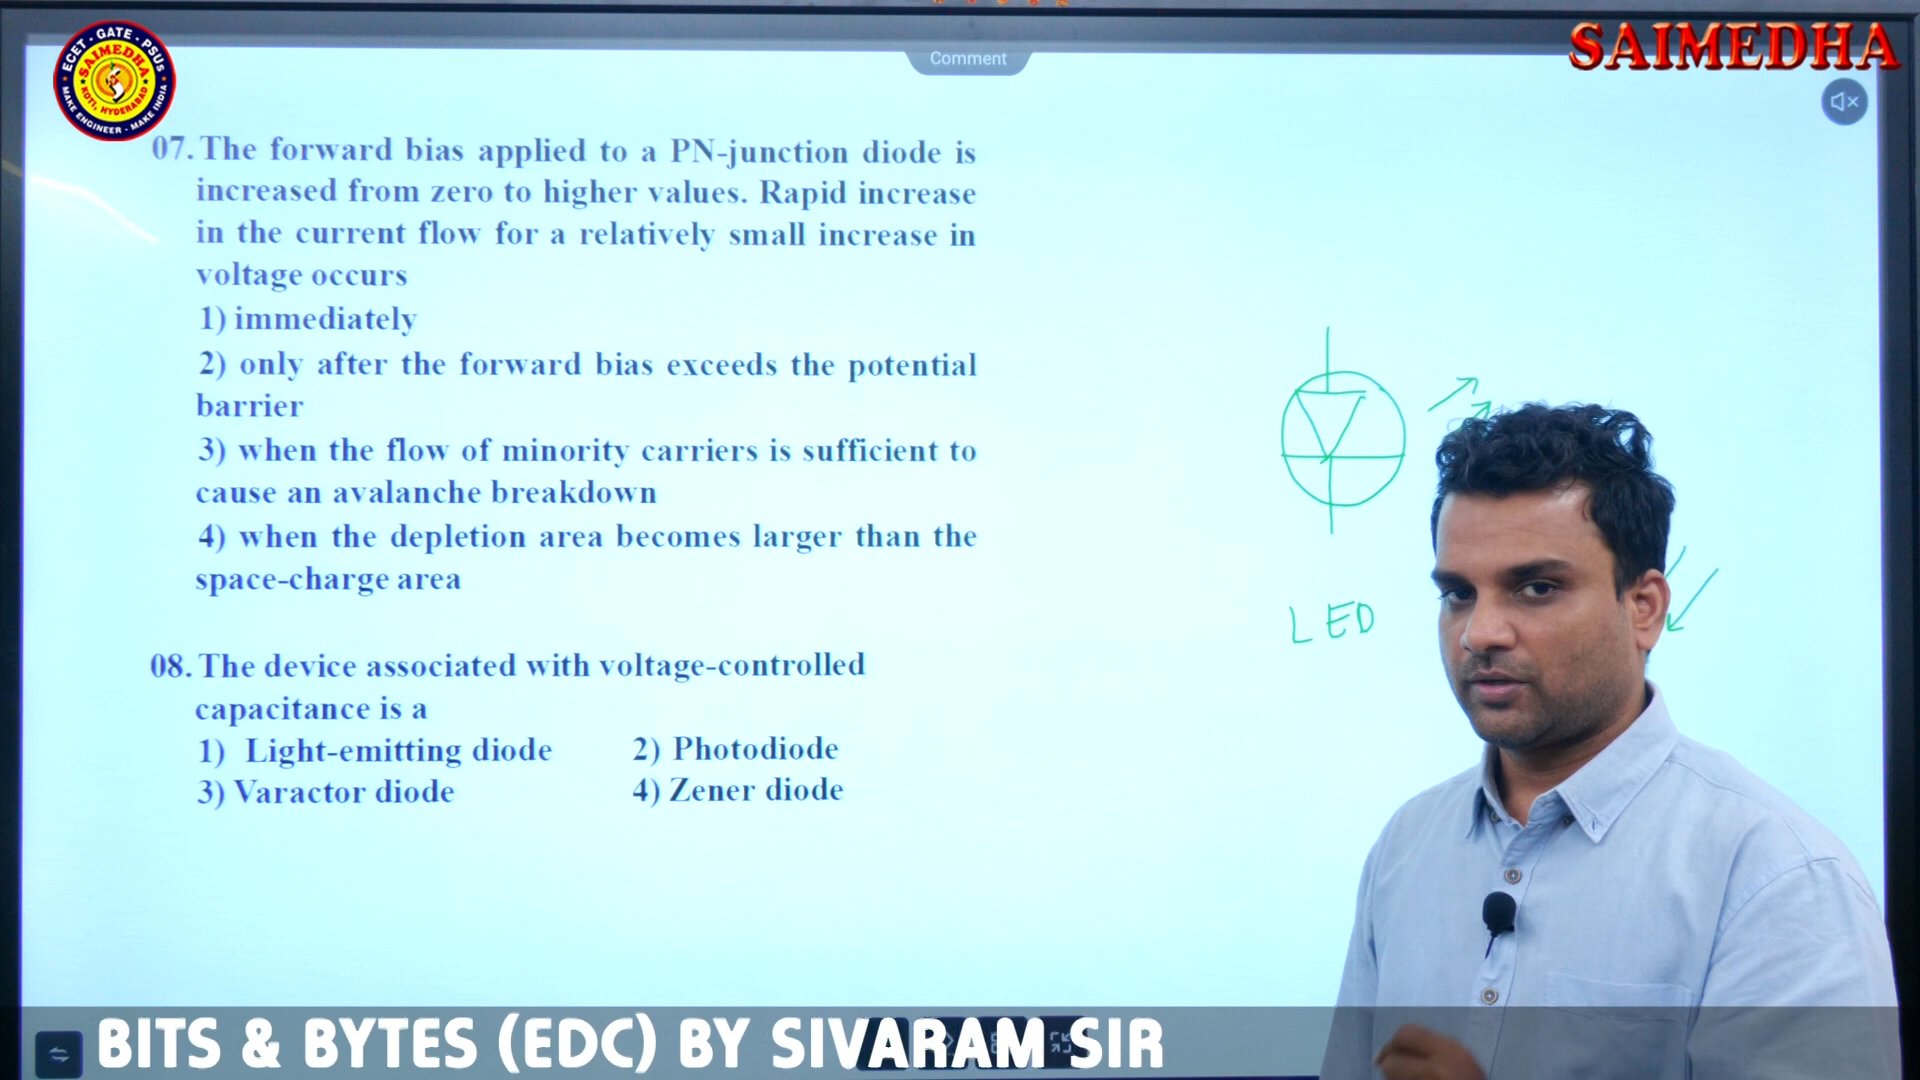 ECET - GATE - PSUs
SAIMEDHA
KOTI, HYDERABAD
MAKE ENGINEER - MAKE INDIA
Comment
SAIMEDHA
07. The forward bias applied to a PN-junction diode is
increased from zero to higher values. Rapid increase
in the current flow for a relatively small increase in
voltage occurs
1) immediately
2) only after the forward bias exceeds the potential
barrier
3) when the flow of minority carriers is sufficient to
cause an avalanche breakdown
4) when the depletion area becomes larger than the
space-charge area
LED
08. The device associated with voltage-controlled
capacitance is a
1) Light-emitting diode 2) Photodiode
3) Varactor diode 4) Zener diode
BITS & BYTES (EDC) BY SIVARAM SIR